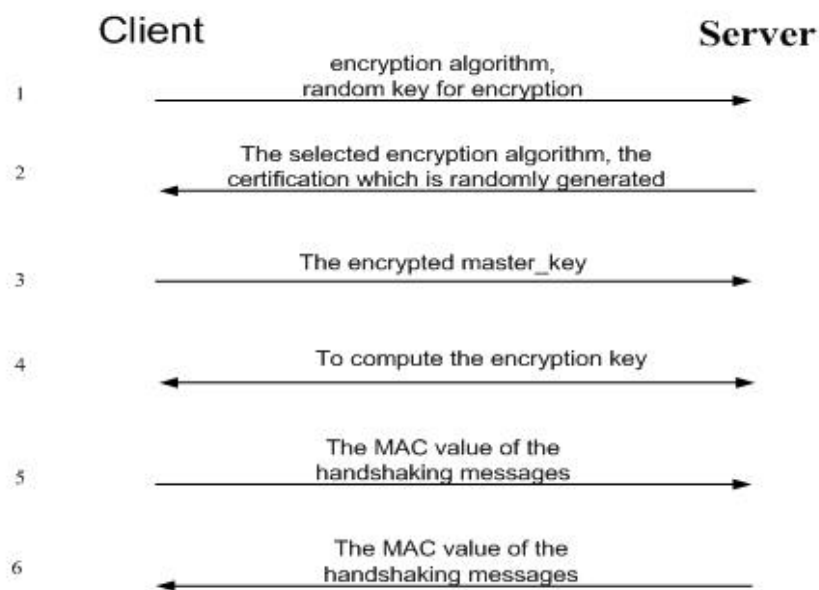 Client
Server
1
encryption algorithm,
random key for encryption
2
The selected encryption algorithm, the
certification which is randomly generated
3
The encrypted master_key
4
To compute the encryption key
5
The MAC value of the
handshaking messages
6
The MAC value of the
handshaking messages